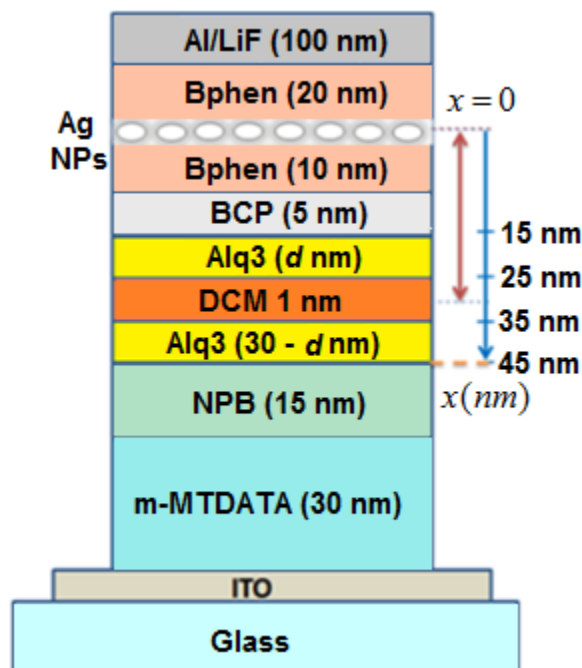 Al/LiF (100 nm)
Bphen (20 nm)
x = 0
Ag
NPs
Bphen (10 nm)
BCP (5 nm)
15 nm
Alq3 (d nm)
25 nm
DCM 1 nm
35 nm
Alq3 (30 - d nm)
45 nm
NPB (15 nm)
x(nm)
m-MTDATA (30 nm)
ITO
Glass